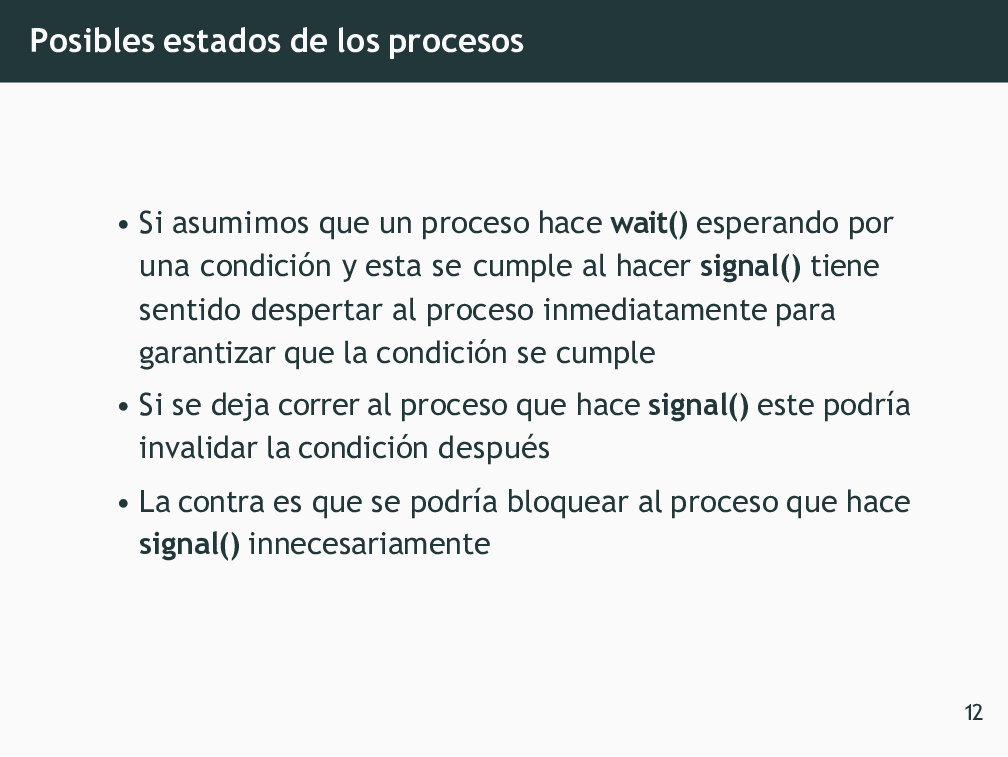 Posibles estados de los procesos
• Si asumimos que un proceso hace wait() esperando por
una condición y esta se cumple al hacer signal() tiene
sentido despertar al proceso inmediatamente para
garantizar que la condición se cumple
• Si se deja correr al proceso que hace signal() este podría
invalidar la condición después
• La contra es que se podría bloquear al proceso que hace
signal() innecesariamente
12